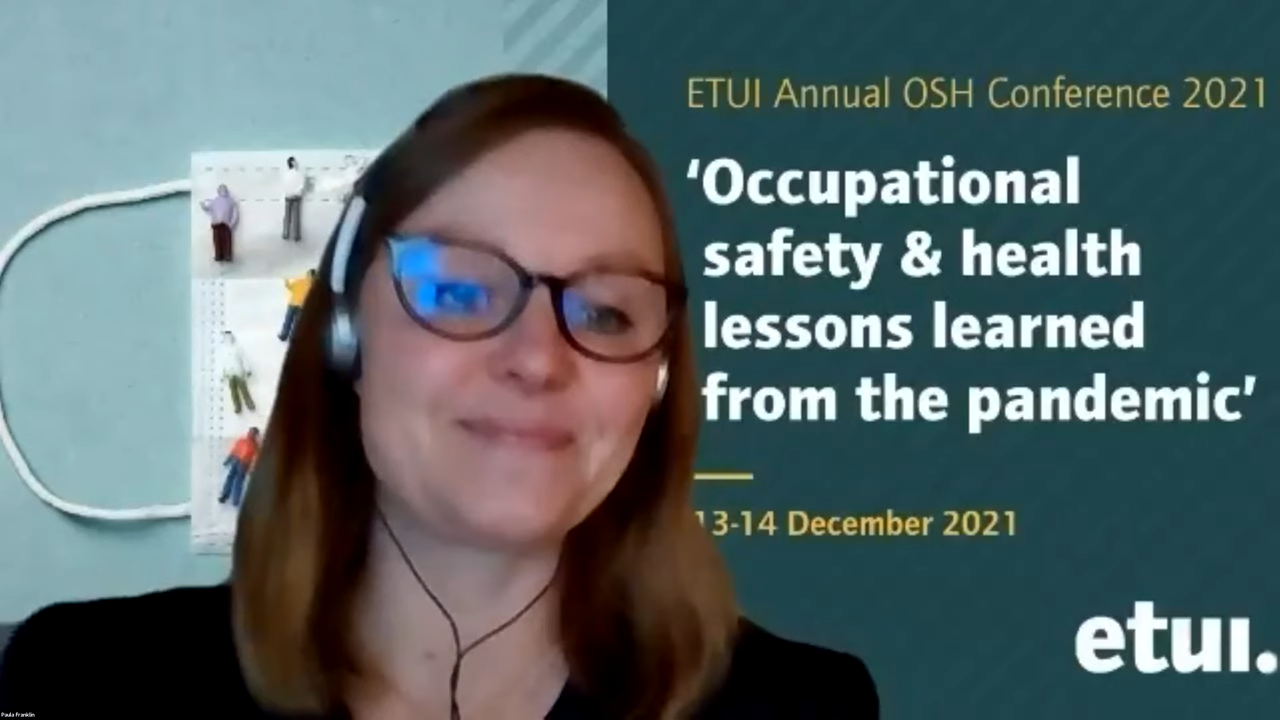 ETUI Annual OSH Conference 2021
‘Occupational
safety & health
lessons learned
from the pandemic’
13-14 December 2021
etui.
Paula Franklin